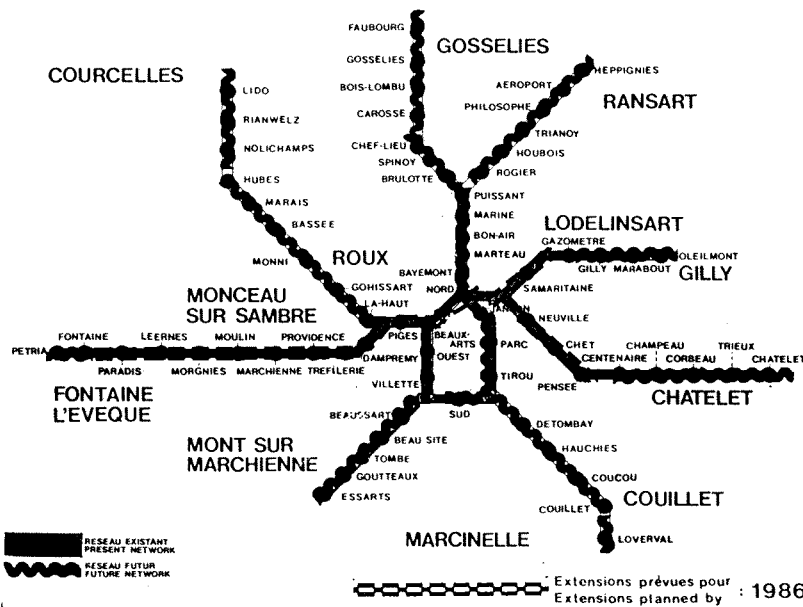 FAUBOURG
GOSSELIES
GOSSELIES
BOIS-LOMBU
CAROSSE
CHEF-LIEU
SPINOY
BRULOTTE
HEPPIGNIES
AEROPORT
RANSART
PHILOSOPHE
TRIANOY
HOUBOIS
ROGIER
COURCELLES
LIDO
RIANWELZ
NOLICHAMPS
HUBES
MARAIS
BASSEE
ROUX
MONNI
GOHISSART
LA-HAUT
PUISSANT
MARINE
BON-AIR
MARTEAU
BAYEMONT
NORD
LODELINSART
GAZOMETRE
OLEILMONT
GILLY MARABOUT
GILLY
SAMARITAINE
NEUVILLE
MONCEAU
SUR SAMBRE
PIGES
BEAUX-
ARTS
OUEST
PARC
TIROU
CHET
PENSEE
CENTENAIRE
CHAMPEAU
CORBEAU
TRIEUX
CHATELET
CHATELET
PETRIA
FONTAINE
PARADIS
LEERNES
MORGNIES
MOULIN
MARCHIENNE
PROVIDENCE
TREFILERIE
DAMPREMY
FONTAINE
L'EVEQUE
VILLETTE
SUD
BEAUSSART
BEAU SITE
TOMBE
GOUTTEAUX
ESSARTS
MONT SUR
MARCHIENNE
DETOMBAY
HAUCHIES
COUCOU
COUILLET
COUILLET
LOVERVAL
MARCINELLE
RESEAU EXISTANT
PRESENT NETWORK
RESEAU FUTUR
FUTURE NETWORK
Extensions prévues pour
Extensions planned by : 1986